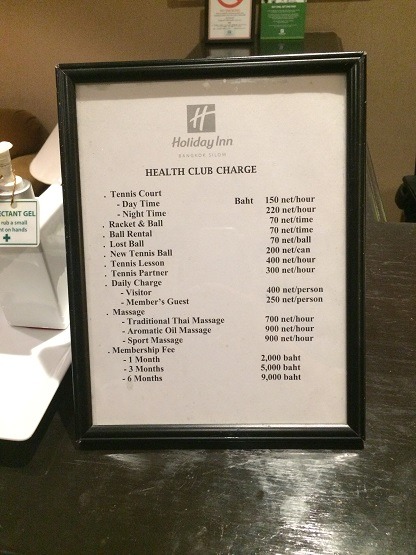 Holiday Inn
BANGKOK SILOM
HEALTH CLUB CHARGE
. Tennis Court
- Day Time Baht 150 net/hour
- Night Time 220 net/hour
. Racket & Ball 70 net/time
. Ball Rental 70 net/time
. Lost Ball 70 net/ball
. New Tennis Ball 200 net/can
. Tennis Lesson 400 net/hour
. Tennis Partner 300 net/hour
. Daily Charge
- Visitor 400 net/person
- Member's Guest 250 net/person
. Massage
- Traditional Thai Massage 700 net/hour
- Aromatic Oil Massage 900 net/hour
- Sport Massage 900 net/hour
. Membership Fee
- 1 Month 2,000 baht
- 3 Months 5,000 baht
- 6 Months 9,000 baht
ECTANT GEL
rub a small
nt on hands